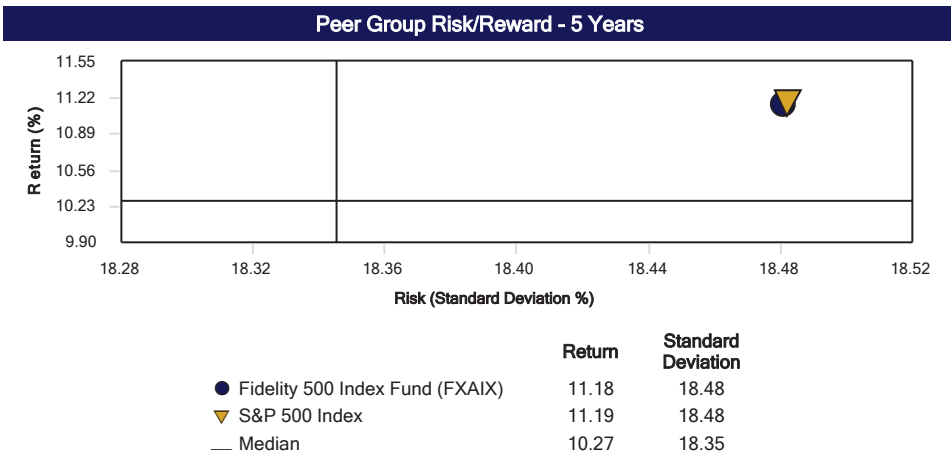 Peer Group Risk/Reward - 5 Years
11.55
11.22
10.89
10.56
10.23
9.90
R eturn (%)
18.28 18.32 18.36 18.40 18.44 18.48 18.52
Risk (Standard Deviation %)
Return Standard Deviation
Fidelity 500 Index Fund (FXAIX) 11.18 18.48
S&P 500 Index 11.19 18.48
Median 10.27 18.35